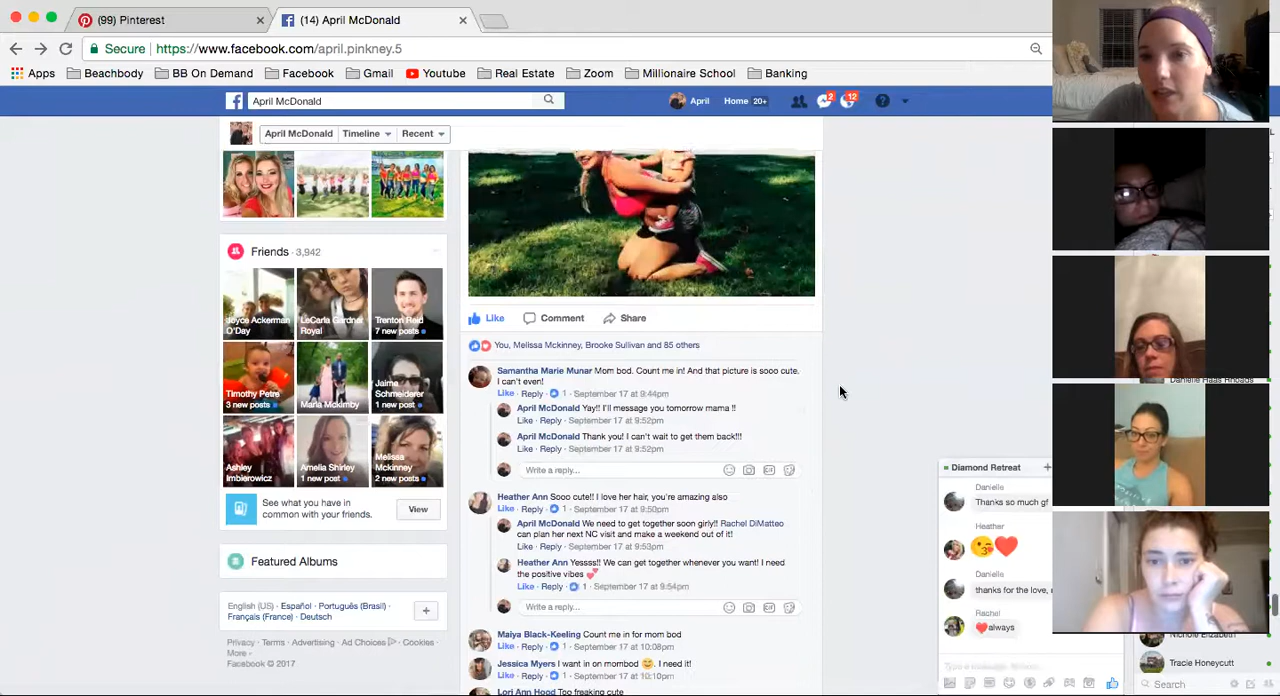 (99) Pinterest
(14) April McDonald
Secure
https://www.facebook.com/april.pinkney.5
Apps
Beachbody
BB On Demand
Facebook
Gmail
Youtube
Real Estate
Zoom
Millionaire School
Banking
April McDonald
April
Home 20+
2
12
April McDonald
Timeline
Recent
Friends · 3,942
Joyce Ackerman O'Day
LeCarla Gardner Royal
Trenton Reid
7 new posts
Timothy Petre
3 new posts
Maria Mckimby
Jaime Schmeiderer
1 new post
Ashley Imbierowicz
Amelia Shirley
1 new post
Melissa Mckinney
2 new posts
See what you have in
common with your friends.
View
Featured Albums
English (US) · Español · Português (Brasil) ·
Français (France) · Deutsch
+
Privacy · Terms · Advertising · Ad Choices · Cookies ·
More
Facebook © 2017
Like
Comment
Share
You, Melissa Mckinney, Brooke Sullivan and 85 others
Samantha Marie Munar Mom bod. Count me in! And that picture is sooo cute.
I can't even!
Like · Reply · 1 · September 17 at 9:44pm
April McDonald Yay!! I'll message you tomorrow mama !!
Like · Reply · September 17 at 9:52pm
April McDonald Thank you! I can't wait to get them back!!!
Like · Reply · September 17 at 9:52pm
Write a reply...
Heather Ann Sooo cute!! I love her hair, you're amazing also
Like · Reply · 1 · September 17 at 9:50pm
April McDonald We need to get together soon girly!! Rachel DiMatteo
can plan her next NC visit and make a weekend out of it!
Like · Reply · September 17 at 9:53pm
Heather Ann Yessss!! We can get together whenever you want! I need
the positive vibes 💕
Like · Reply · 1 · September 17 at 9:54pm
Write a reply...
Maiya Black-Keeling Count me in for mom bod
Like · Reply · 1 · September 17 at 10:08pm
Jessica Myers I want in on mombod 😊. I need it!
Like · Reply · 1 · September 17 at 10:10pm
Lori Ann Hood Too freaking cute
Diamond Retreat
Danielle
Thanks so much
Heather
😘❤️
Danielle
thanks for the love,
Rachel
❤️always
Danielle Haas Rhoads
Nichole Elizabeth
Tracie Honeycutt
Search